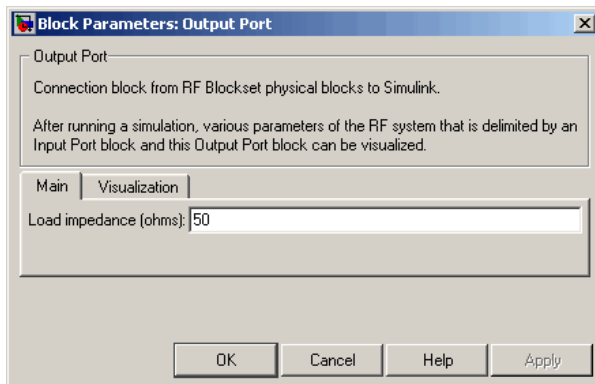 Block Parameters: Output Port
Output Port
Connection block from RF Blockset physical blocks to Simulink.
After running a simulation, various parameters of the RF system that is delimited by an
Input Port block and this Output Port block can be visualized.
Main Visualization
Load impedance (ohms): 50
OK Cancel Help Apply